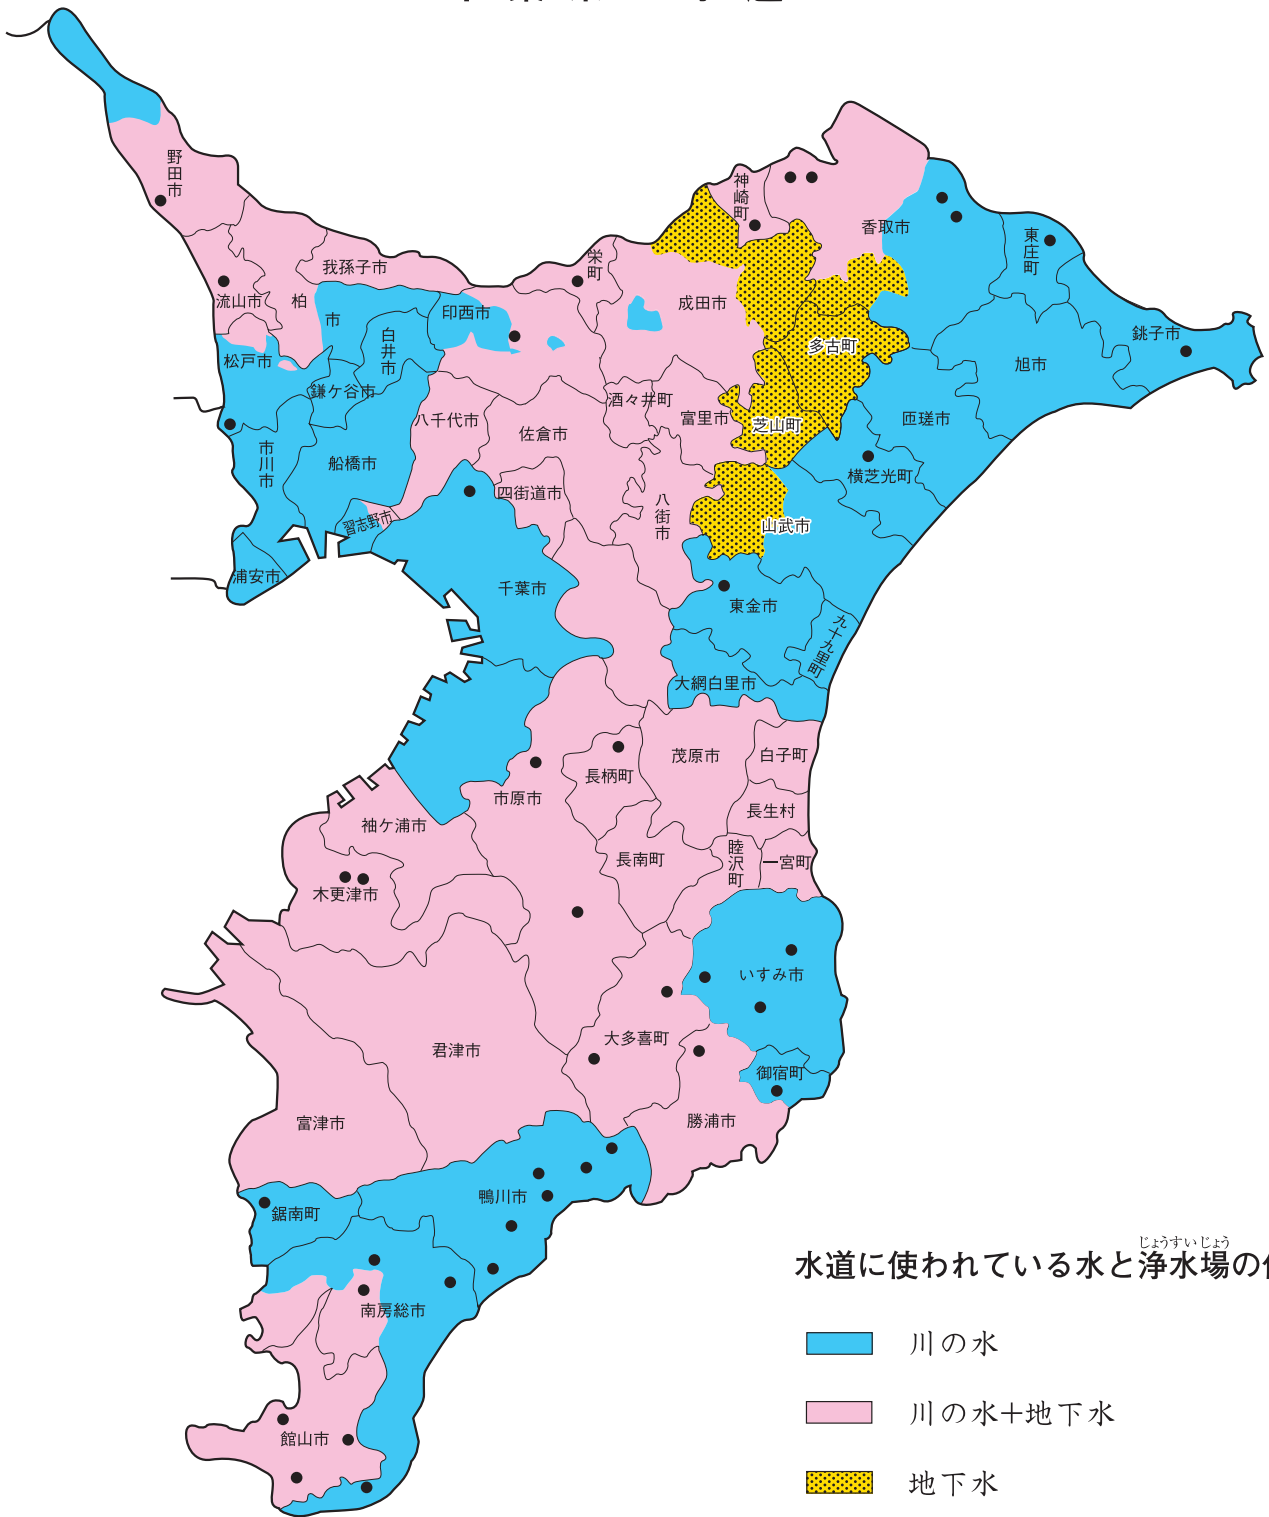 野田市
流山市
柏
市
我孫子市
松戸市
鎌ケ谷市
白井市
印西市
栄町
神崎町
香取市
東庄町
銚子市
成田市
多古町
旭市
匝瑳市
芝山町
横芝光町
富里市
酒々井町
佐倉市
八千代市
船橋市
市川市
習志野市
浦安市
四街道市
八街市
山武市
千葉市
東金市
九十九里町
大網白里市
茂原市
白子町
長柄町
市原市
長生村
袖ケ浦市
長南町
睦沢町
一宮町
木更津市
いすみ市
大多喜町
君津市
御宿町
勝浦市
富津市
鴨川市
鋸南町
南房総市
館山市
じょうすいじょう
水道に使われている水と浄水場の
川の水
川の水+地下水
地下水